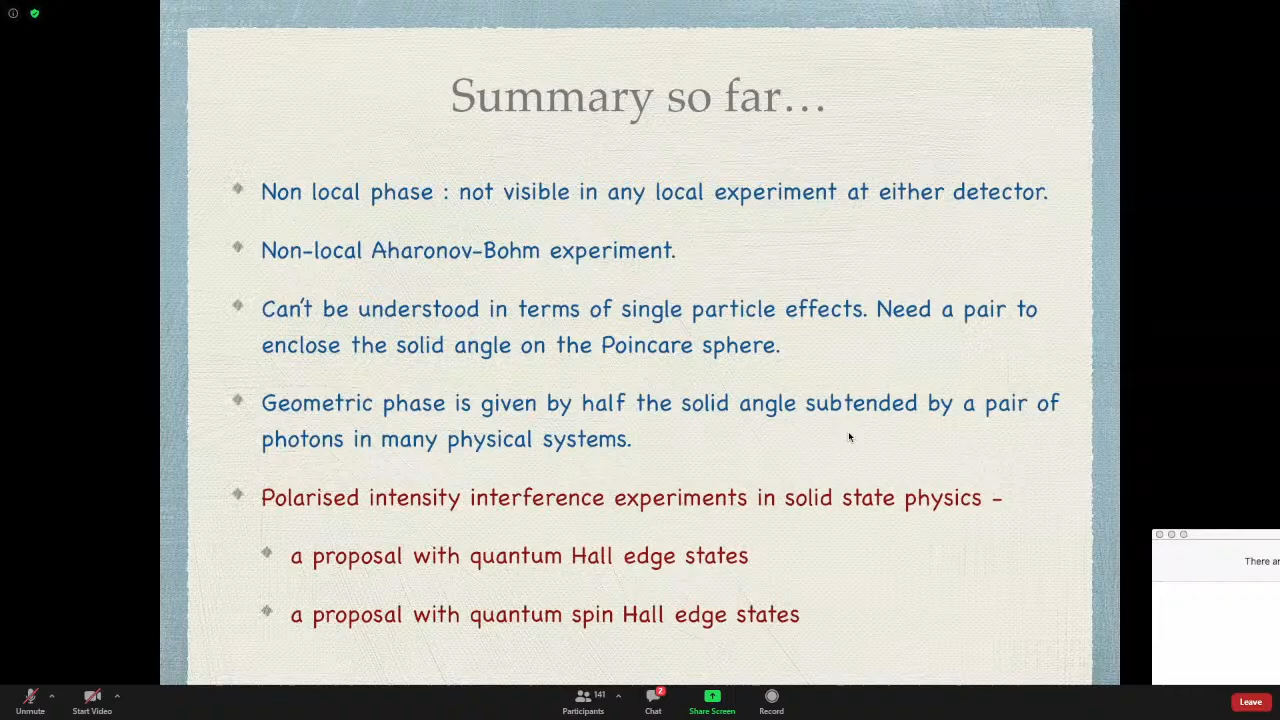 Summary so far...
Non local phase : not visible in any local experiment at either detector.
Non-local Aharonov-Bohm experiment.
Can't be understood in terms of single particle effects. Need a pair to
enclose the solid angle on the Poincare sphere.
Geometric phase is given by half the solid angle subtended by a pair of
photons in many physical systems.
Polarised intensity interference experiments in solid state physics -
a proposal with quantum Hall edge states
a proposal with quantum spin Hall edge states
There
Unmute
Start Video
141
Participants
2
Chat
Share Screen
Record
Leave